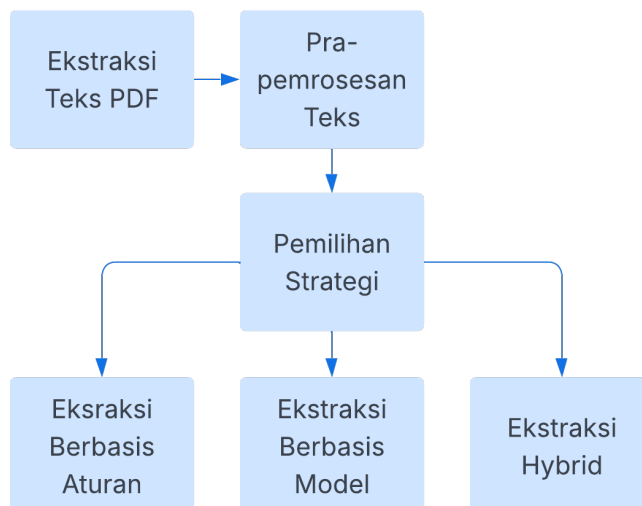 Ekstraksi
Teks PDF
Pra-
pemrosesan
Teks
Pemilihan
Strategi
Eksraksi
Berbasis
Aturan
Ekstraksi
Berbasis
Model
Ekstraksi
Hybrid